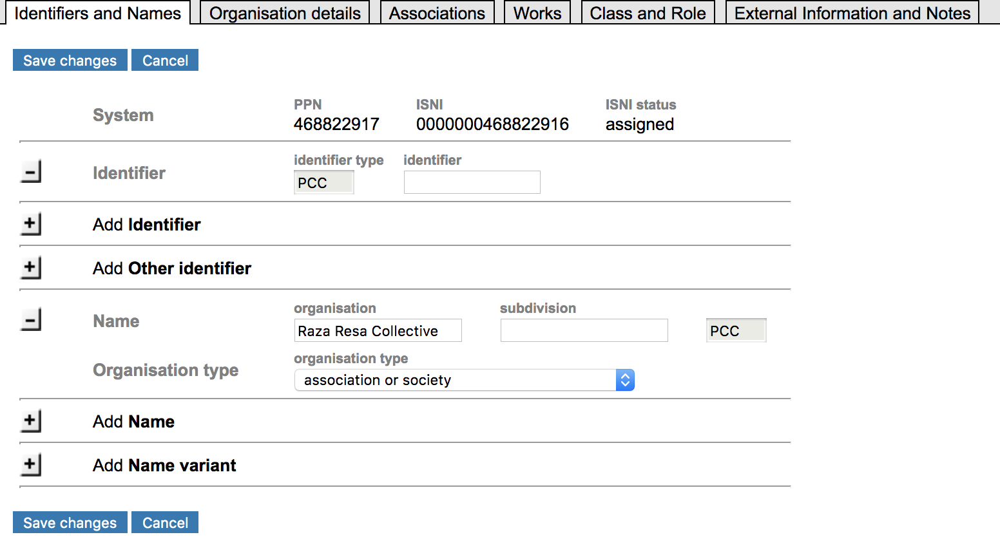 Identifiers and Names Organisation details Associations Works Class and Role External Information and Notes
Save changes Cancel
System PPN ISNI ISNI status
468822917 0000000468822916 assigned
Identifier identifier type identifier
PCC
Add Identifier
Add Other identifier
Name organisation subdivision
Raza Resa Collective PCC
Organisation type organisation type
association or society
Add Name
Add Name variant
Save changes Cancel